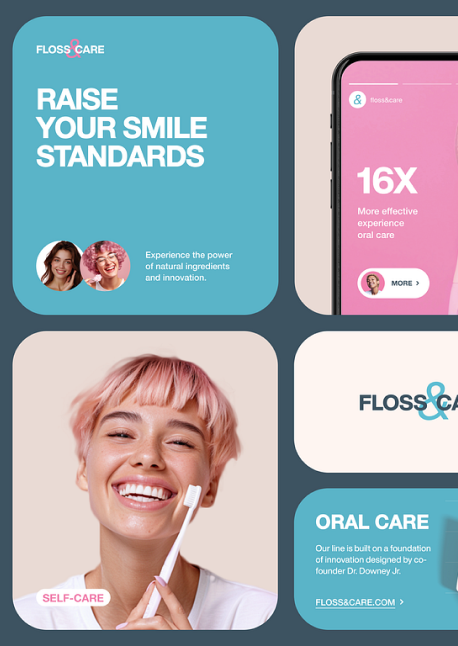 FLOSS&CARE
RAISE
YOUR SMILE
STANDARDS
Experience the power
of natural ingredients
and innovation.
& floss&care
16X
More effective
experience
oral care
MORE >
SELF-CARE
FLOSS&CA
ORAL CARE
Our line is built on a foundation
of innovation designed by co-
founder Dr. Downey Jr.
FLOSS&CARE.COM >